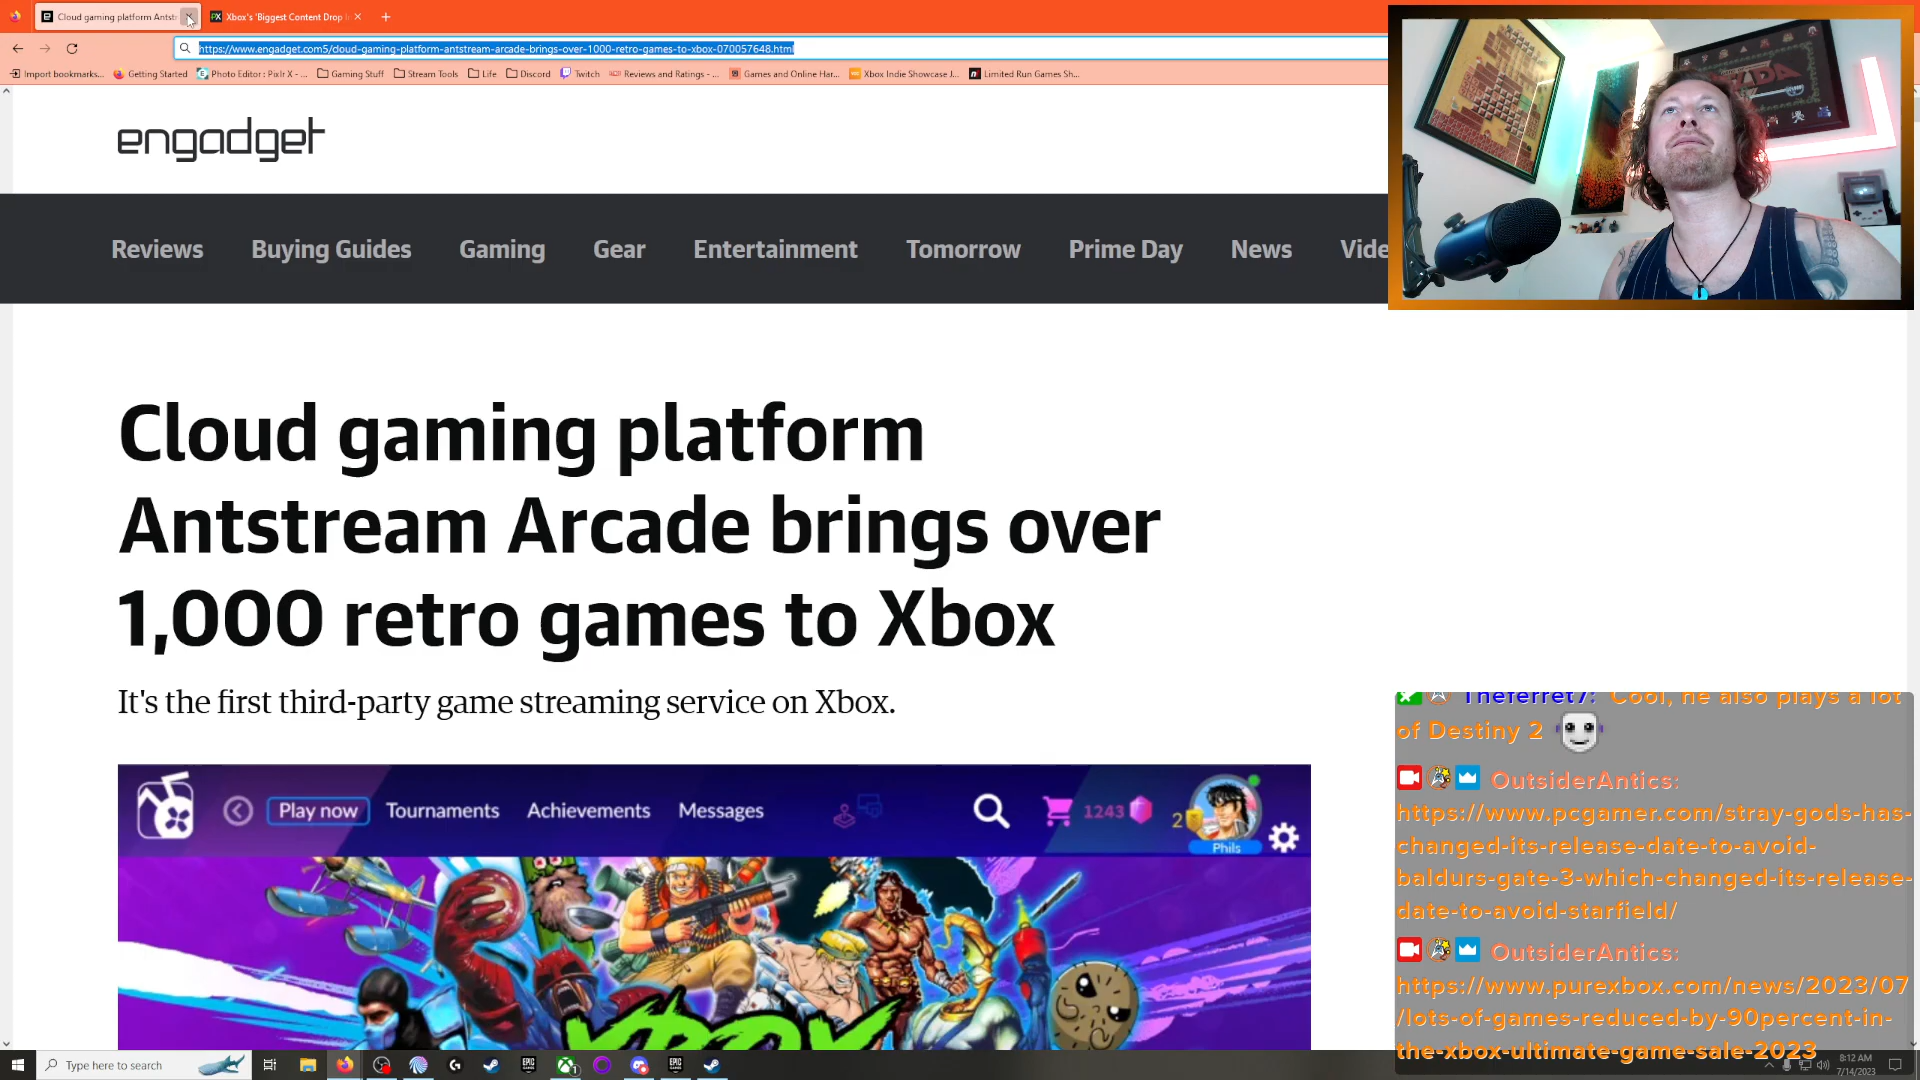 Cloud gaming platform Antst
Xbox's 'Biggest Content Drop
https://www.engadget.com5/cloud-gaming-platform-antstream-arcade-brings-over-1000-retro-games-to-xbox-070057648.html
Import bookmarks... Getting Started Photo Editor : Pixlr X - ... Gaming Stuff Stream Tools Life Discord Twitch Reviews and Ratings - ... Games and Online Har... Xbox Indie Showcase J... Limited Run Games Sh...
engadget
Reviews Buying Guides Gaming Gear Entertainment Tomorrow Prime Day News Vide
Cloud gaming platform
Antstream Arcade brings over
1,000 retro games to Xbox
It's the first third-party game streaming service on Xbox.
Play now Tournaments Achievements Messages 1243 2
Phils
XBOX
Theferret7: Cool, he also plays a lot
of Destiny 2
OutsiderAntics:
https://www.pcgamer.com/stray-gods-has-
changed-its-release-date-to-avoid-
baldurs-gate-3-which-changed-its-release-
date-to-avoid-starfield/
OutsiderAntics:
https://www.purexbox.com/news/2023/07
/lots-of-games-reduced-by-90percent-in-
the-xbox-ultimate-game-sale-2023
Type here to search
8:12 AM
7/14/2023